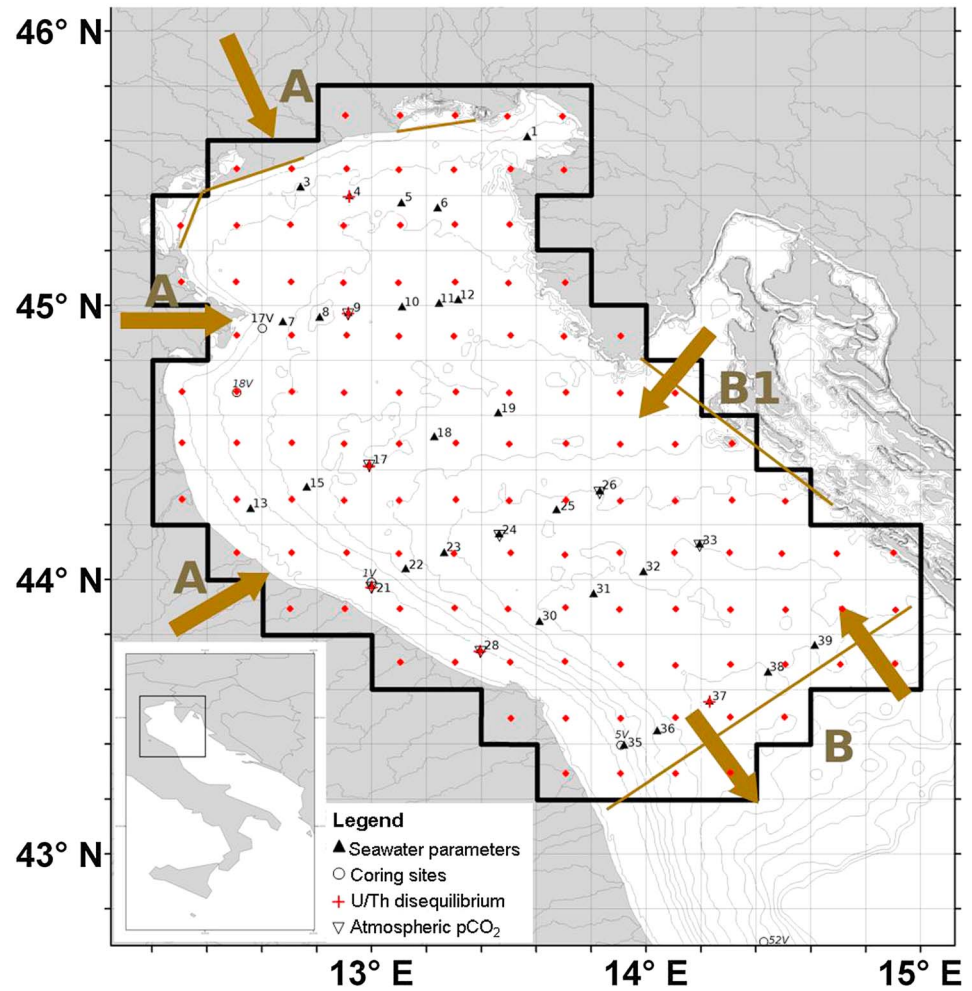 46° N
A
1
3
4
5
6
45° N
A
17V
7
8
9
10
11
12
18V
B1
19
18
17
15
26
25
13
24
33
23
44° N
A
1V
22
32
21
31
30
28
39
38
37
5V
36
35
B
43° N
Legend
Seawater parameters
Coring sites
U/Th disequilibrium
Atmospheric pCO₂
52V
13° E
14° E
15° E